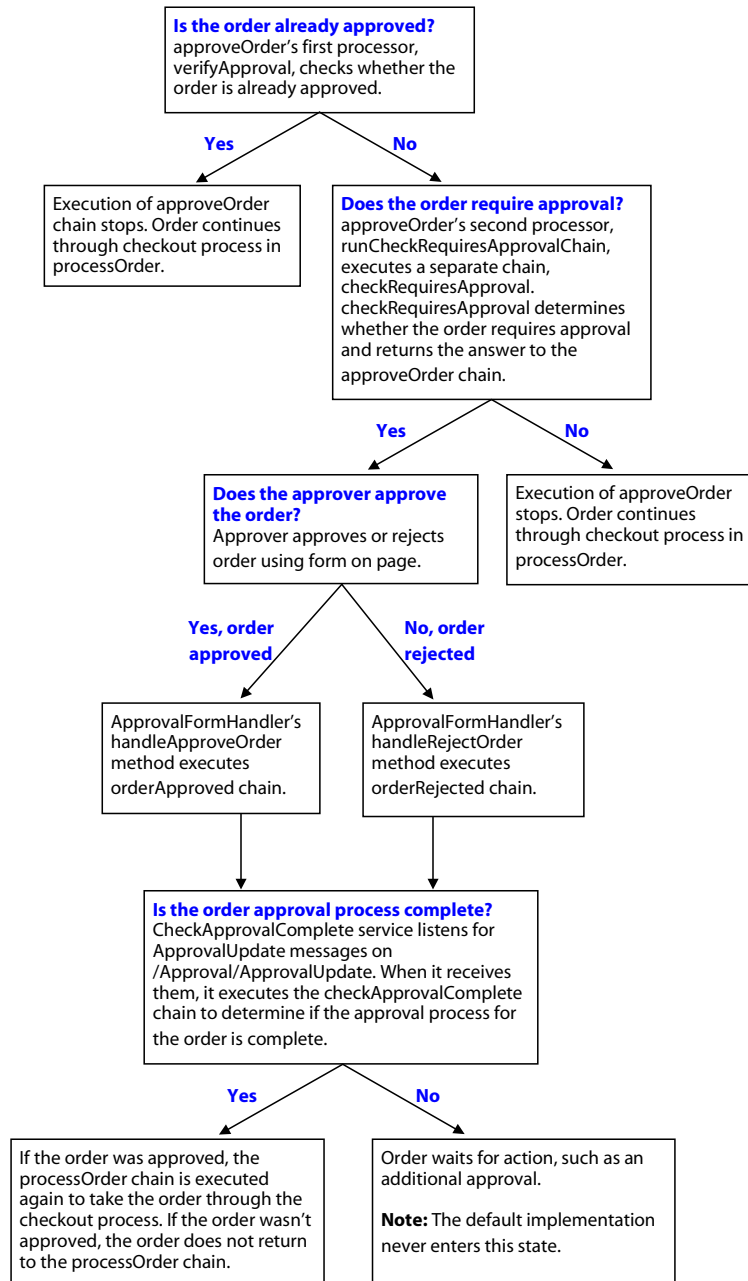 Is the order already approved?
approveOrder’s first processor,
verifyApproval, checks whether the
order is already approved.
Yes
No
Execution of approveOrder
chain stops. Order continues
through checkout process in
processOrder.
Does the order require approval?
approveOrder’s second processor,
runCheckRequiresApprovalChain,
executes a separate chain,
checkRequiresApproval.
checkRequiresApproval determines
whether the order requires approval
and returns the answer to the
approveOrder chain.
Yes
No
Does the approver approve
the order?
Approver approves or rejects
order using form on page.
Execution of approveOrder
stops. Order continues
through checkout process in
processOrder.
Yes, order
approved
No, order
rejected
ApprovalFormHandler’s
handleApproveOrder
method executes
orderApproved chain.
ApprovalFormHandler’s
handleRejectOrder
method executes
orderRejected chain.
Is the order approval process complete?
CheckApprovalComplete service listens for
ApprovalUpdate messages on
/Approval/ApprovalUpdate. When it receives
them, it executes the checkApprovalComplete
chain to determine if the approval process for
the order is complete.
Yes
No
If the order was approved, the
processOrder chain is executed
again to take the order through the
checkout process. If the order wasn’t
approved, the order does not return
to the processOrder chain.
Order waits for action, such as an
additional approval.
Note: The default implementation
never enters this state.